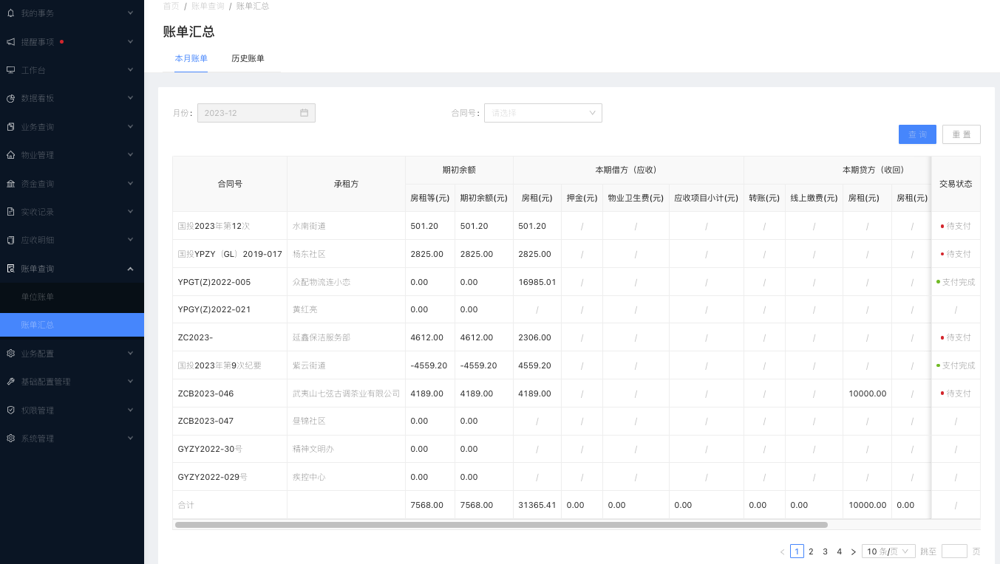 我的事务
提醒事项
工作台
数据看板
业务查询
物业管理
资金查询
实收记录
应收明细
账单查询
单位账单
账单汇总
业务配置
基础配置管理
权限管理
系统管理
首页 / 账单查询 / 账单汇总
账单汇总
本月账单 历史账单
月份： 2023-12 合同号： 请选择
查 询 重 置
合同号 承租方 期初余额 本期借方（应收） 本期贷方（收回） 交易状态
房租等(元) 期初余额(元) 房租(元) 押金(元) 物业卫生费(元) 应收项目小计(元) 转账(元) 线上缴费(元) 房租(元) 房租(元)
国投2023年第12次 水南街道 501.20 501.20 501.20 / / / / / / / 待支付
国投YPZY（GL）2019-017 杨东社区 2825.00 2825.00 2825.00 / / / / / / / 待支付
YPGT(Z)2022-005 众配物流连小恋 0.00 0.00 16985.01 / / / / / / / 支付完成
YPGY(Z)2022-021 黄红亮 0.00 0.00 / / / / / / / / /
ZC2023- 延鑫保洁服务部 4612.00 4612.00 2306.00 / / / / / / / 待支付
国投2023年第9次纪要 紫云街道 -4559.20 -4559.20 4559.20 / / / / / / / 支付完成
ZCB2023-046 武夷山七弦古调茶业有限公司 4189.00 4189.00 4189.00 / / / / / 10000.00 / 待支付
ZCB2023-047 昼锦社区 0.00 0.00 / / / / / / / / /
GYZY2022-30号 精神文明办 0.00 0.00 / / / / / / / / /
GYZY2022-029号 疾控中心 0.00 0.00 / / / / / / / / /
合计 7568.00 7568.00 31365.41 0.00 0.00 0.00 0.00 0.00 10000.00 0.00 /
< 1 2 3 4 > 10 条/页 跳至 页